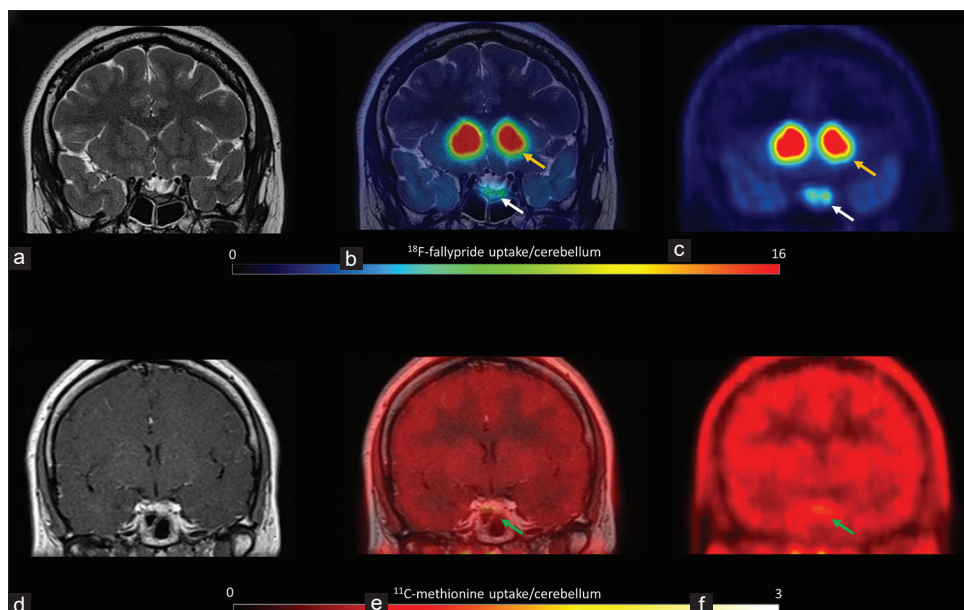 a
b
c
0
¹⁸F-fallypride uptake/cerebellum
16
d
e
f
0
¹¹C-methionine uptake/cerebellum
3